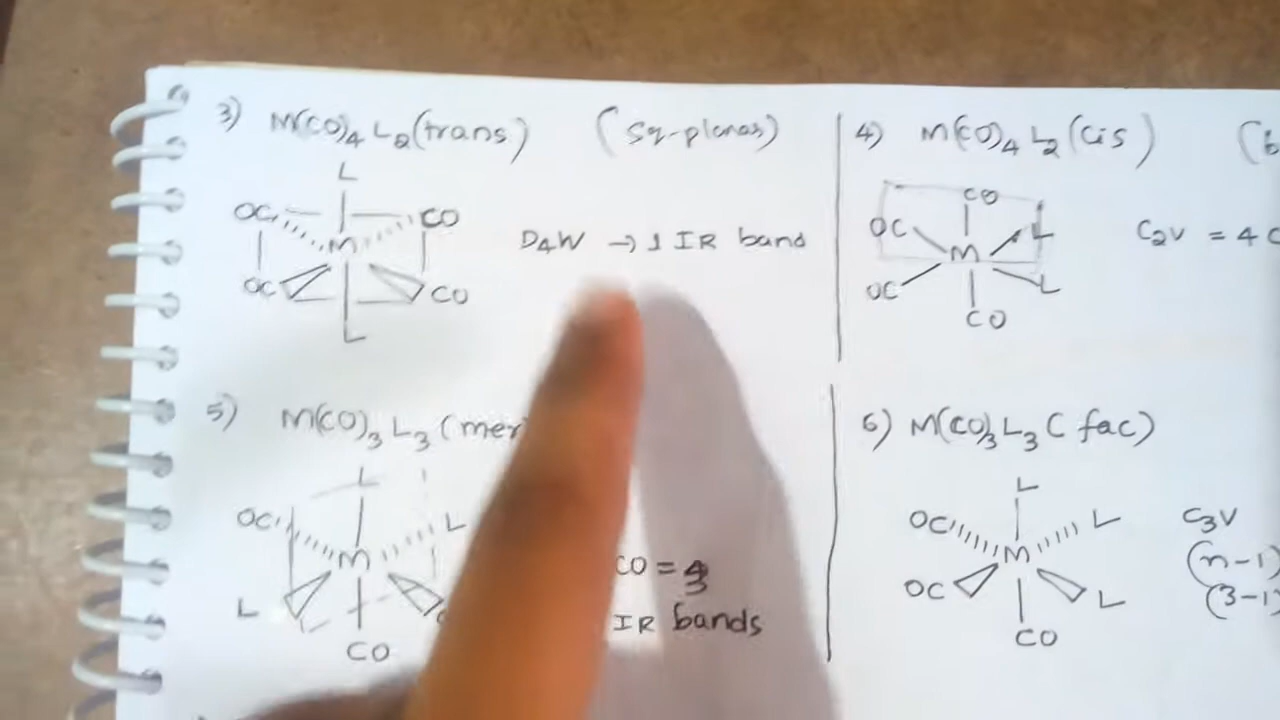 3) M(CO)4 L2 (trans) (Sq-planar)
L
OC CO
M
OC CO
L
D4h → 1 IR band
4) M(CO)4 L2 (cis)
CO
OC L
M
OC L
CO
C2V = 4
5) M(CO)3 L3 (mer
L
OC L
M
L
CO
CO = 3
IR bands
6) M(CO)3 L3 (fac)
L
OC L
M
OC L
CO
C3V
(n-1)
(3-1)